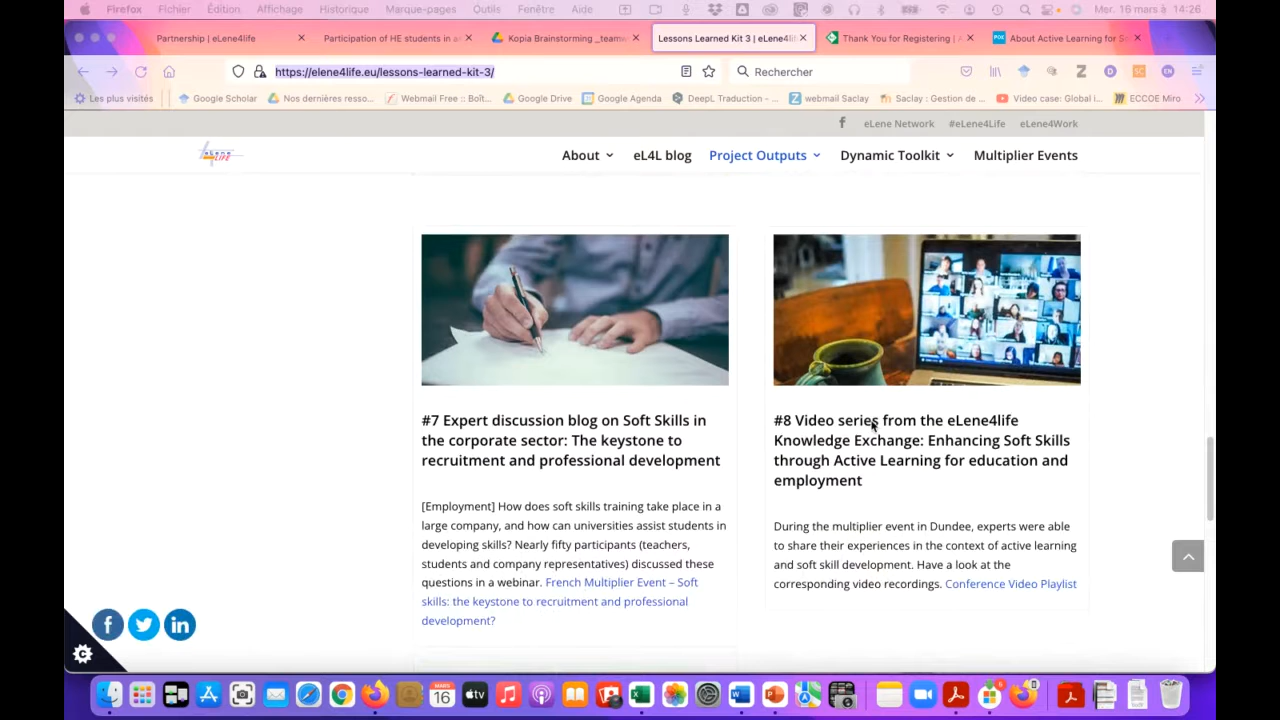 Firefox Fichier Édition Affichage Historique Marque-pages Outils Fenêtre Aide Mar. 16 mars à 14:26
Partnership | eLene4life
Participation of HE students in a
Kopia Brainstorming _teamw
Lessons Learned Kit 3 | eLene4li
Thank You for Registering |
About Active Learning for S
https://elene4life.eu/lessons-learned-kit-3/
Rechercher
Les plus visités Google Scholar Nos dernières resso... Webmail Free :: Boît... Google Drive Google Agenda DeepL Traduction – ... webmail Saclay Saclay : Gestion de ... Video case: Global i... ECCOE Miro
eLene Network #eLene4Life eLene4Work
eLene
LIFE
About eL4L blog Project Outputs Dynamic Toolkit Multiplier Events
#7 Expert discussion blog on Soft Skills in
the corporate sector: The keystone to
recruitment and professional development
[Employment] How does soft skills training take place in a
large company, and how can universities assist students in
developing skills? Nearly fifty participants (teachers,
students and company representatives) discussed these
questions in a webinar. French Multiplier Event – Soft
skills: the keystone to recruitment and professional
development?
#8 Video series from the eLene4life
Knowledge Exchange: Enhancing Soft Skills
through Active Learning for education and
employment
During the multiplier event in Dundee, experts were able
to share their experiences in the context of active learning
and soft skill development. Have a look at the
corresponding video recordings. Conference Video Playlist
MARS
16
tv